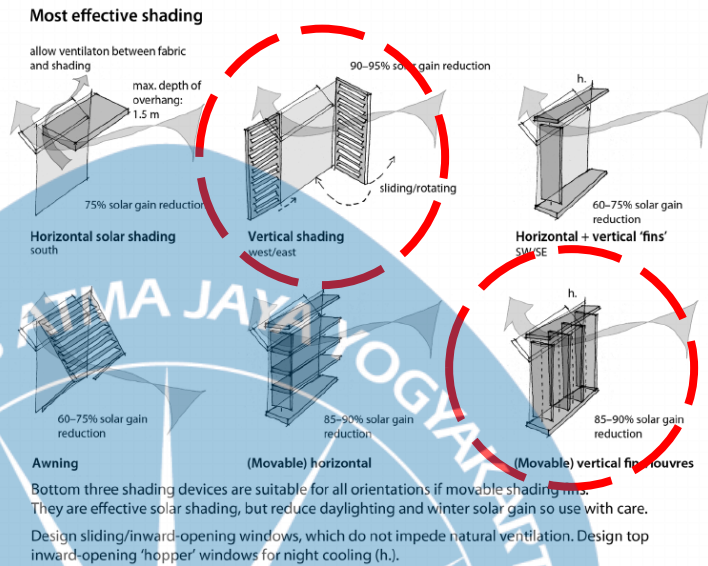 Most effective shading
allow ventilaton between fabric
and shading
max. depth of
overhang:
1.5 m
75% solar gain reduction
Horizontal solar shading
south
90–95% solar gain reduction
sliding/rotating
Vertical shading
west/east
h.
60–75% solar gain
reduction
Horizontal + vertical ‘fins’
SW/SE
60–75% solar gain
reduction
Awning
85–90% solar gain
reduction
(Movable) horizontal
h.
85–90% solar gain
reduction
(Movable) vertical fins/louvres
ATMA JAYA YOGYAKART
Bottom three shading devices are suitable for all orientations if movable shading fins.
They are effective solar shading, but reduce daylighting and winter solar gain so use with care.
Design sliding/inward-opening windows, which do not impede natural ventilation. Design top
inward-opening ‘hopper’ windows for night cooling (h.).